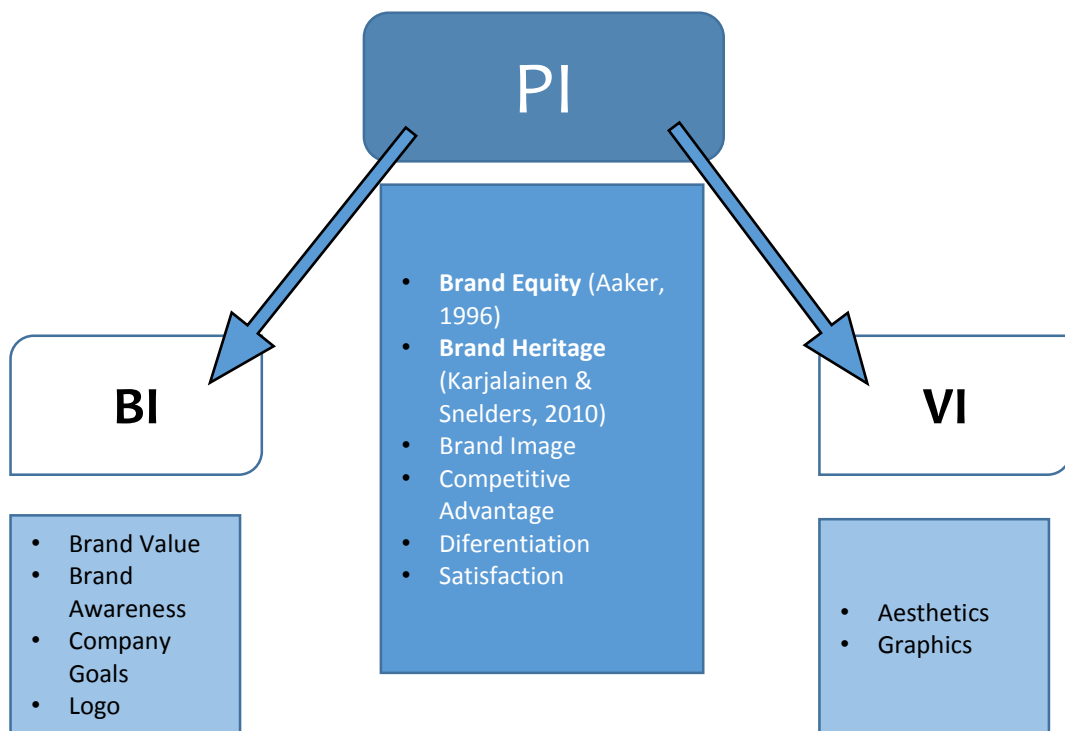 PI
• Brand Equity (Aaker,
1996)
• Brand Heritage
(Karjalainen &
Snelders, 2010)
• Brand Image
• Competitive
Advantage
• Diferentiation
• Satisfaction
BI
• Brand Value
• Brand
Awareness
• Company
Goals
• Logo
VI
• Aesthetics
• Graphics